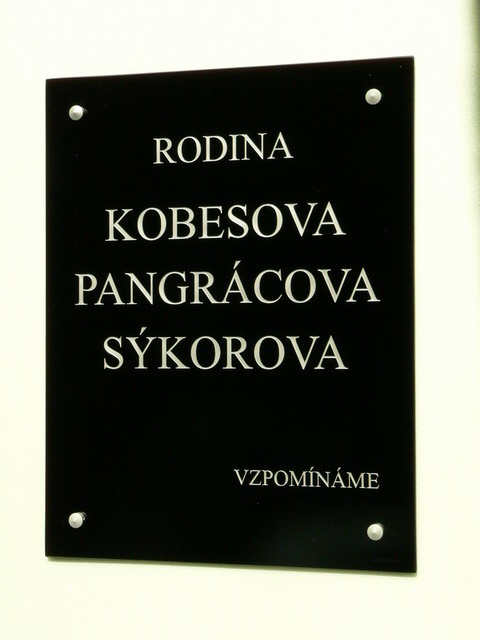 RODINA
KOBESOVA
PANGRÁCOVA
SÝKOROVA
VZPOMÍNÁME